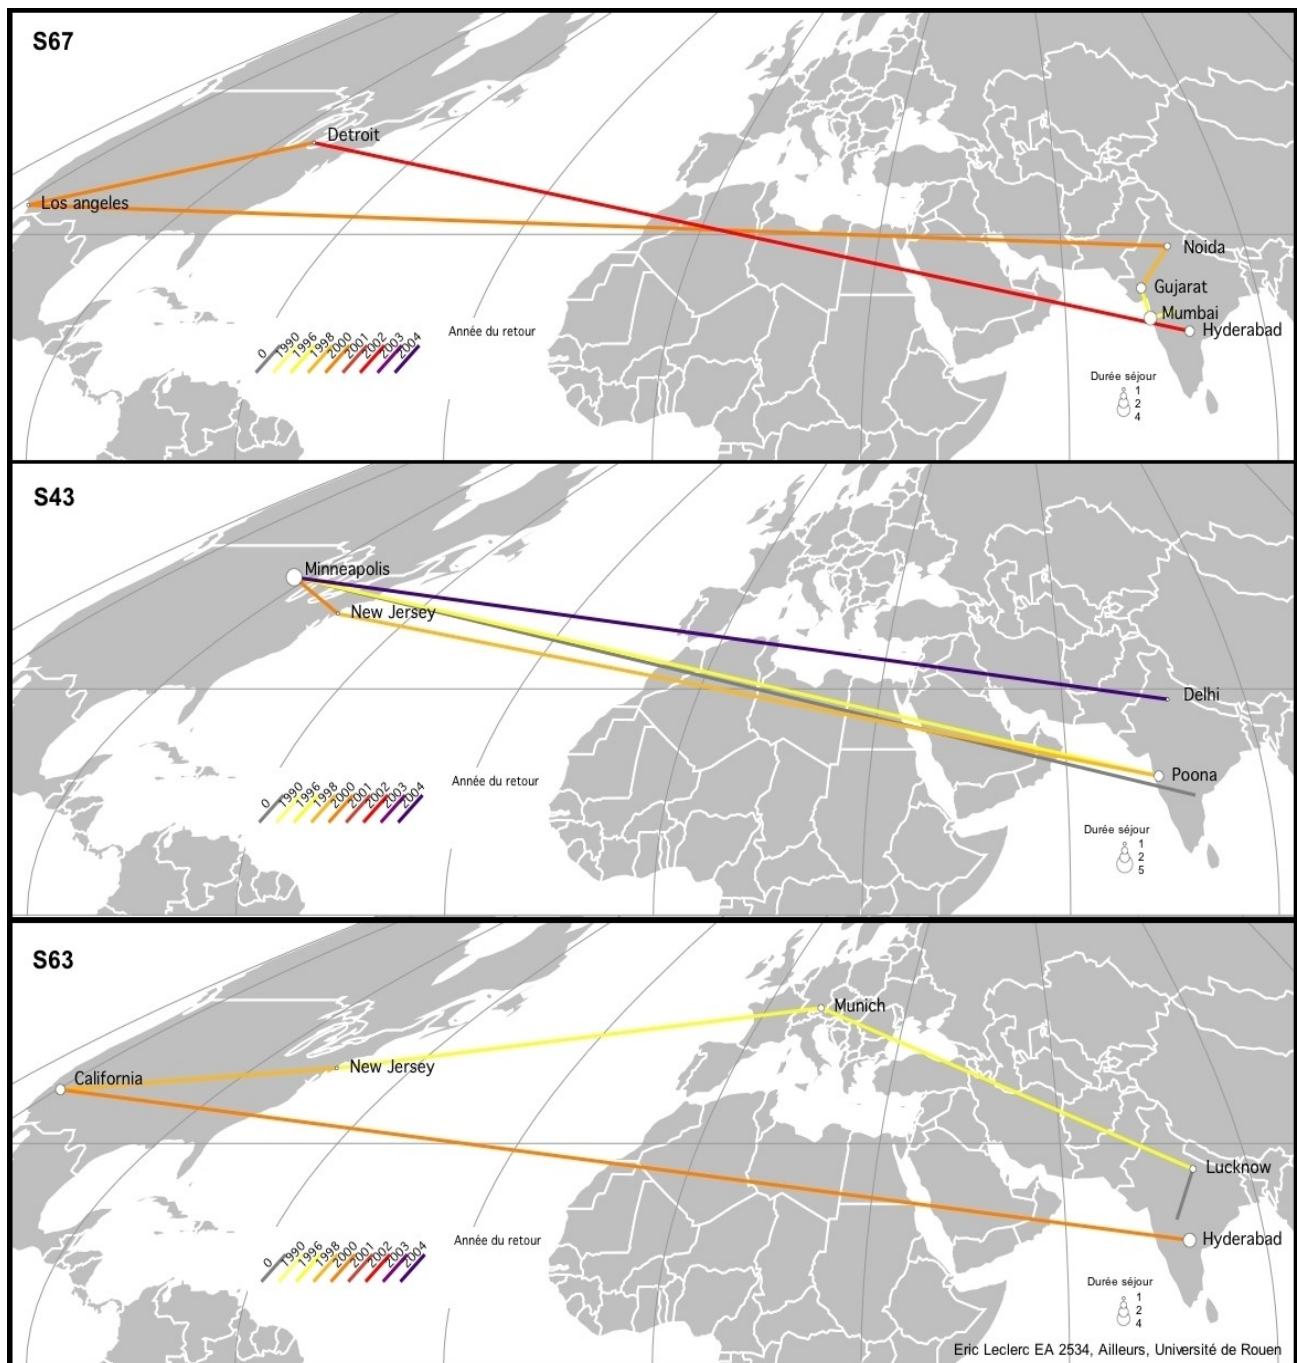 S67
Detroit
Los angeles
Noida
Gujarat
Mumbai
Hyderabad
Année du retour
0 1990 1996 1998 2000 2001 2002 2003 2004
Durée séjour
1
2
4
S43
Minneapolis
New Jersey
Delhi
Poona
Année du retour
0 1990 1996 1998 2000 2001 2002 2003 2004
Durée séjour
1
2
5
S63
Munich
New Jersey
California
Lucknow
Hyderabad
Année du retour
0 1990 1996 1998 2000 2001 2002 2003 2004
Durée séjour
1
2
4
Eric Leclerc EA 2534, Ailleurs, Université de Rouen